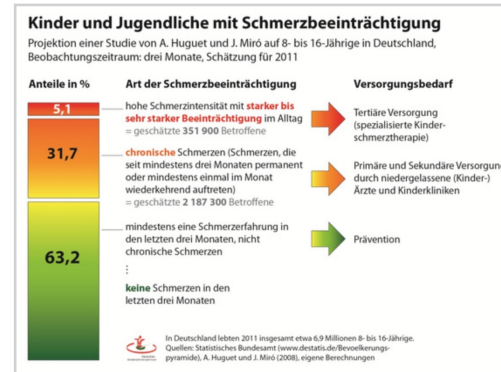 Kinder und Jugendliche mit Schmerzbeeinträchtigung
Projektion einer Studie von A. Huguet und J. Miró auf 8- bis 16-Jährige in Deutschland,
Beobachtungszeitraum: drei Monate, Schätzung für 2011
Anteile in %
Art der Schmerzbeeinträchtigung
Versorgungsbedarf
5,1
hohe Schmerzintensität mit starker bis
sehr starker Beeinträchtigung im Alltag
= geschätzte 351 900 Betroffene
Tertiäre Versorgung
(spezialisierte Kinder-
schmerztherapie)
31,7
chronische Schmerzen (Schmerzen, die
seit mindestens drei Monaten permanent
oder mindestens einmal im Monat
wiederkehrend auftreten)
= geschätzte 2 187 300 Betroffene
Primäre und Sekundäre Versorgung
durch niedergelassene (Kinder-)
Ärzte und Kinderkliniken
63,2
mindestens eine Schmerzerfahrung in
den letzten drei Monaten, nicht
chronische Schmerzen
⋮
keine Schmerzen in den
letzten drei Monaten
Prävention
In Deutschland lebten 2011 insgesamt etwa 6,9 Millionen 8- bis 16-Jährige.
Quellen: Statistisches Bundesamt (www.destatis.de/Bevoelkerungs-
pyramide), A. Huguet und J. Miró (2008), eigene Berechnungen